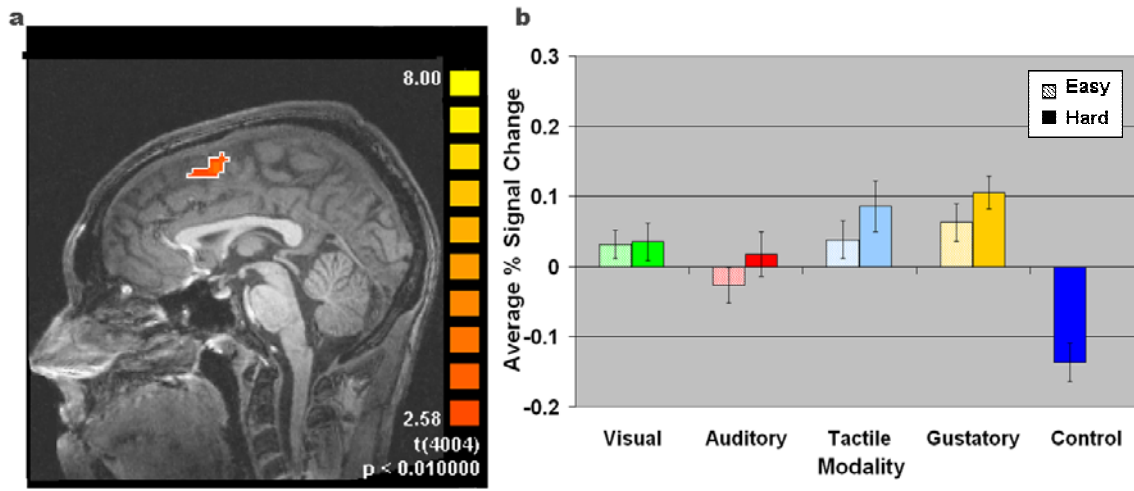 a
8.00
2.58
t(4004)
p < 0.010000
b
Average % Signal Change
0.3
0.2
0.1
0
-0.1
-0.2
Easy
Hard
Visual Auditory Tactile Gustatory Control
Modality